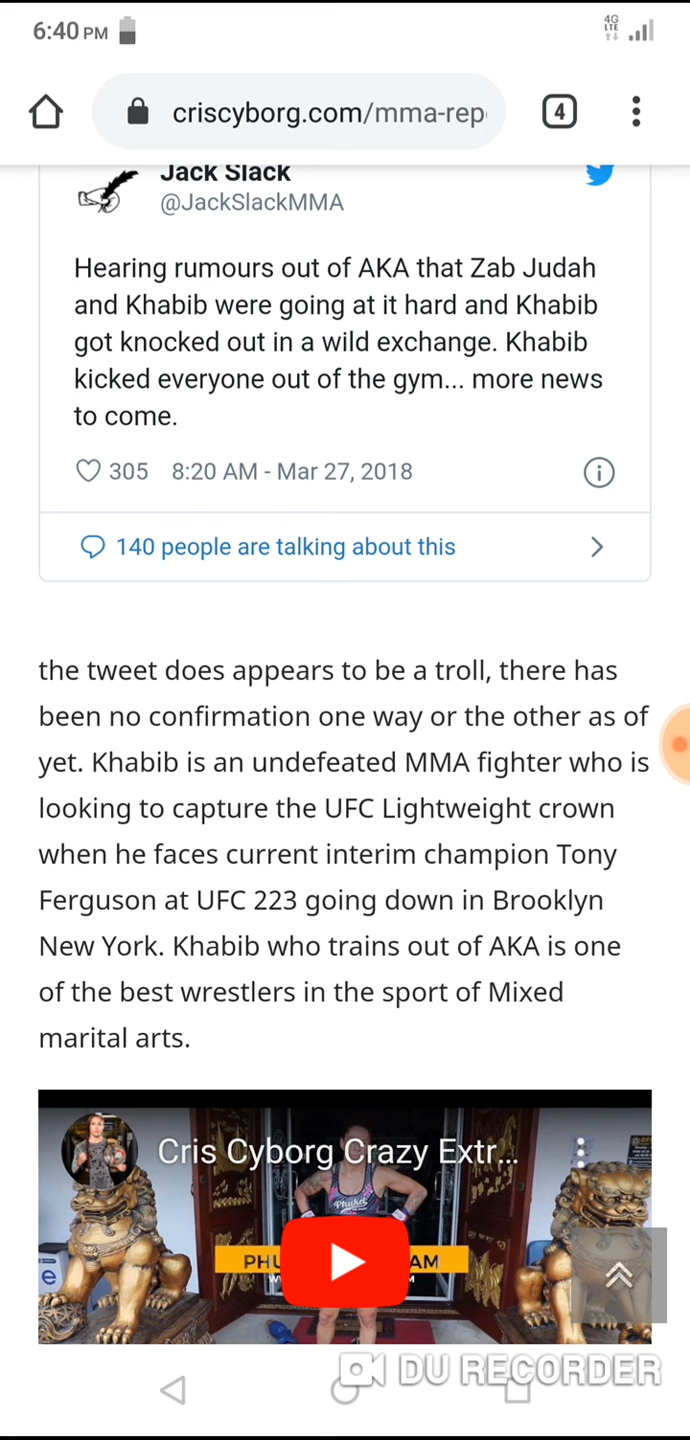 6:40 PM
4G
LTE
criscyborg.com/mma-rep
4
Jack Slack
@JackSlackMMA
Hearing rumours out of AKA that Zab Judah
and Khabib were going at it hard and Khabib
got knocked out in a wild exchange. Khabib
kicked everyone out of the gym... more news
to come.
305 8:20 AM - Mar 27, 2018
140 people are talking about this
the tweet does appears to be a troll, there has
been no confirmation one way or the other as of
yet. Khabib is an undefeated MMA fighter who is
looking to capture the UFC Lightweight crown
when he faces current interim champion Tony
Ferguson at UFC 223 going down in Brooklyn
New York. Khabib who trains out of AKA is one
of the best wrestlers in the sport of Mixed
marital arts.
Cris Cyborg Crazy Extr...
Phuket
PHU
AM
DU RECORDER